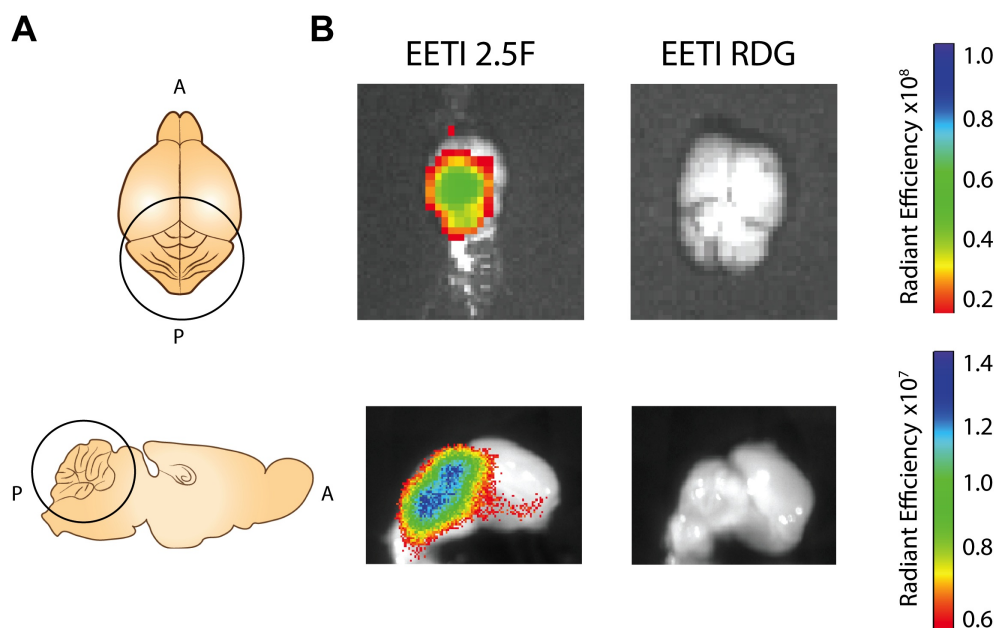 A
B
EETI 2.5F
EETI RDG
A
P
Radiant Efficiency x10⁸
1.0
0.8
0.6
0.4
0.2
P
A
Radiant Efficiency x10⁷
1.4
1.2
1.0
0.8
0.6